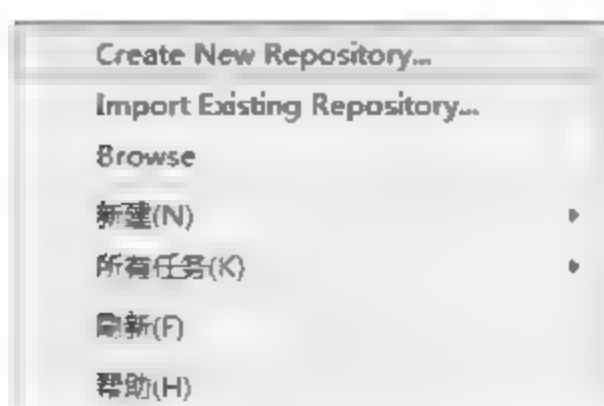 Create New Repository...
Import Existing Repository...
Browse
新建(N)
所有任务(K)
刷新(F)
帮助(H)